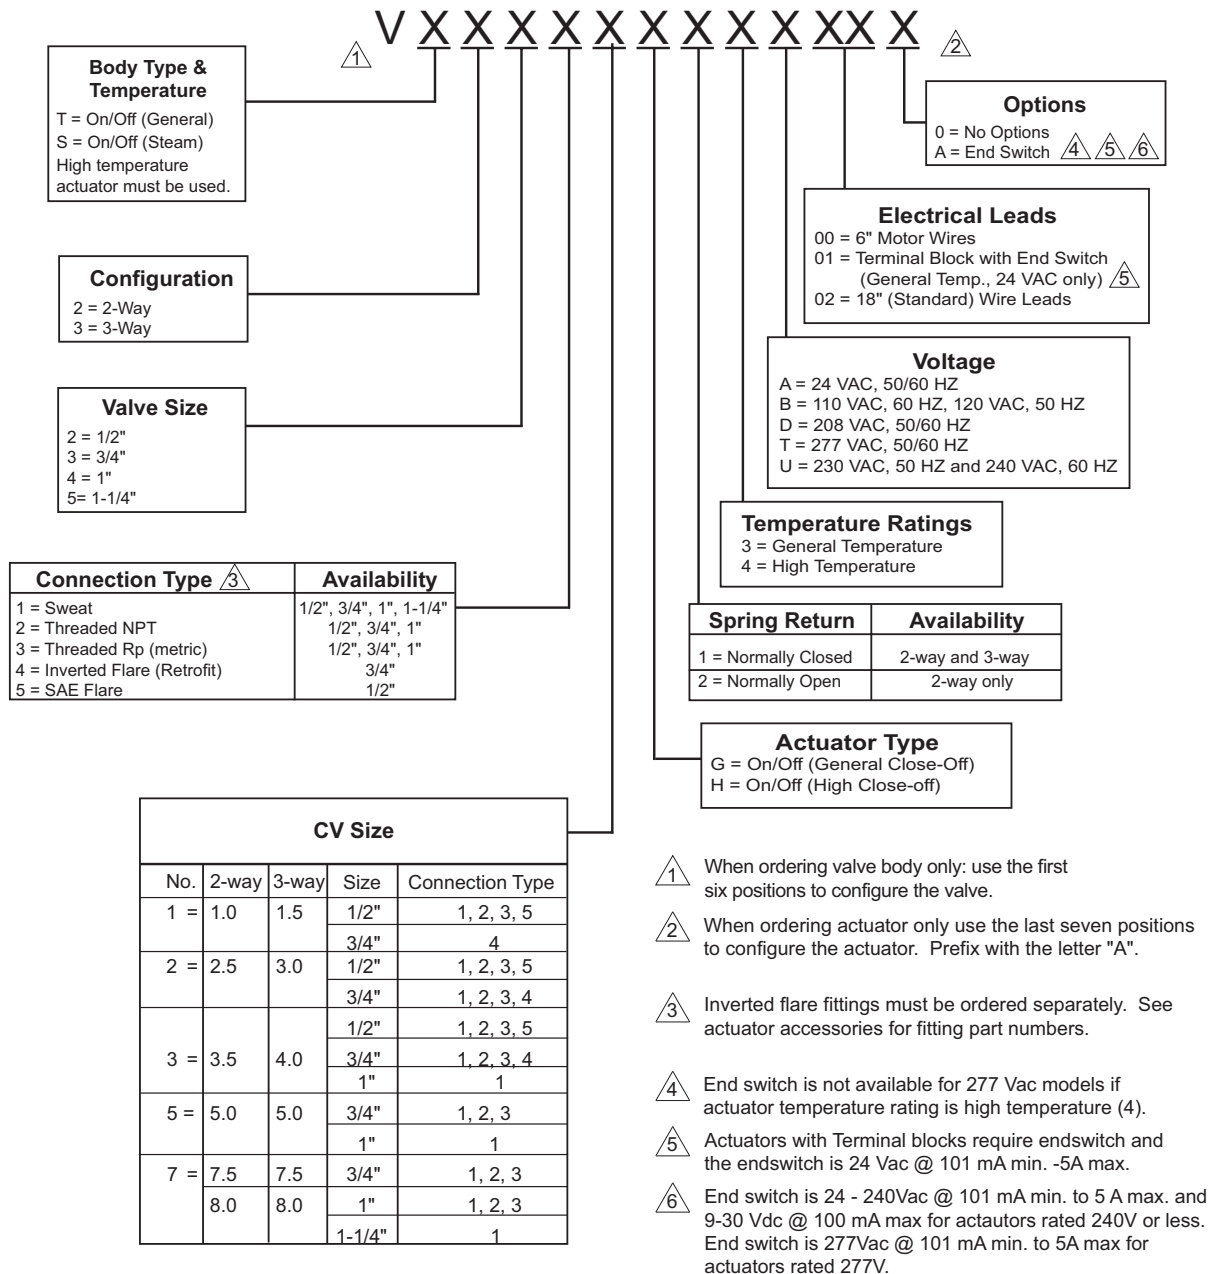 V X X X X X X X X X XX X
1
2
Body Type &
Temperature
T = On/Off (General)
S = On/Off (Steam)
High temperature
actuator must be used.
Options
0 = No Options
A = End Switch 4 5 6
Electrical Leads
00 = 6" Motor Wires
01 = Terminal Block with End Switch
(General Temp., 24 VAC only) 5
02 = 18" (Standard) Wire Leads
Configuration
2 = 2-Way
3 = 3-Way
Voltage
A = 24 VAC, 50/60 HZ
B = 110 VAC, 60 HZ, 120 VAC, 50 HZ
D = 208 VAC, 50/60 HZ
T = 277 VAC, 50/60 HZ
U = 230 VAC, 50 HZ and 240 VAC, 60 HZ
Valve Size
2 = 1/2"
3 = 3/4"
4 = 1"
5= 1-1/4"
Temperature Ratings
3 = General Temperature
4 = High Temperature
Connection Type 3 Availability
1 = Sweat 1/2", 3/4", 1", 1-1/4"
2 = Threaded NPT 1/2", 3/4", 1"
3 = Threaded Rp (metric) 1/2", 3/4", 1"
4 = Inverted Flare (Retrofit) 3/4"
5 = SAE Flare 1/2"
Spring Return Availability
1 = Normally Closed 2-way and 3-way
2 = Normally Open 2-way only
Actuator Type
G = On/Off (General Close-Off)
H = On/Off (High Close-off)
CV Size
No. 2-way 3-way Size Connection Type
1 = 1.0 1.5 1/2" 1, 2, 3, 5
3/4" 4
2 = 2.5 3.0 1/2" 1, 2, 3, 5
3/4" 1, 2, 3, 4
1/2" 1, 2, 3, 5
3 = 3.5 4.0 3/4" 1, 2, 3, 4
1" 1
5 = 5.0 5.0 3/4" 1, 2, 3
1" 1
7 = 7.5 7.5 3/4" 1, 2, 3
8.0 8.0 1" 1, 2, 3
1-1/4" 1
1 When ordering valve body only: use the first
six positions to configure the valve.
2 When ordering actuator only use the last seven positions
to configure the actuator. Prefix with the letter "A".
3 Inverted flare fittings must be ordered separately. See
actuator accessories for fitting part numbers.
4 End switch is not available for 277 Vac models if
actuator temperature rating is high temperature (4).
5 Actuators with Terminal blocks require endswitch and
the endswitch is 24 Vac @ 101 mA min. -5A max.
6 End switch is 24 - 240Vac @ 101 mA min. to 5 A max. and
9-30 Vdc @ 100 mA max for actautors rated 240V or less.
End switch is 277Vac @ 101 mA min. to 5A max for
actuators rated 277V.